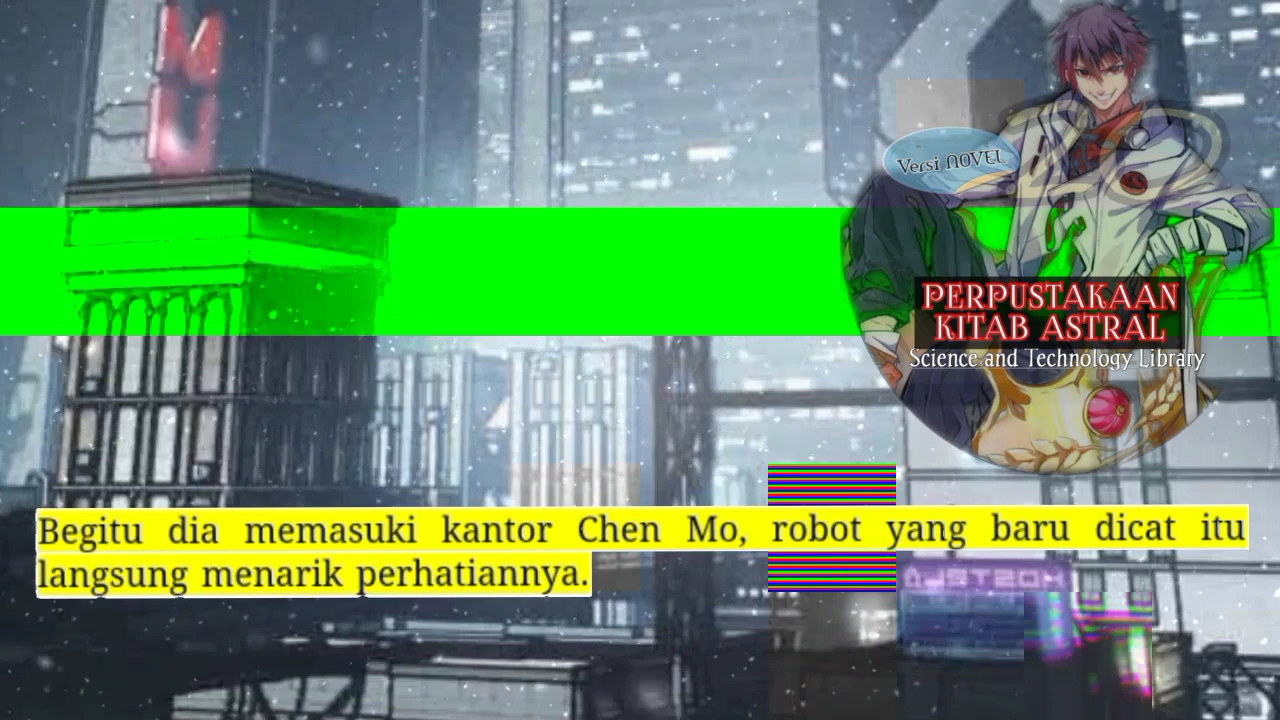 Versi NOVEL
PERPUSTAKAAN
KITAB ASTRAL
Science and Technology Library
Begitu dia memasuki kantor Chen Mo, robot yang baru dicat itu
langsung menarik perhatiannya.